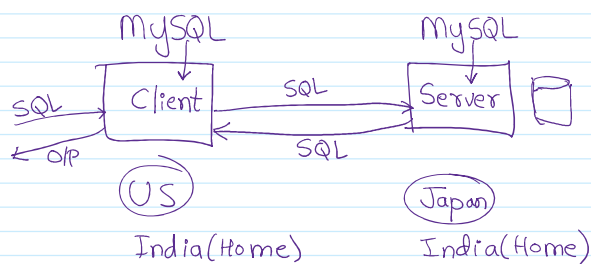 MySQL MySQL
SQL Client SQL Server
O/P SQL
US Japan
India(Home) India(Home)